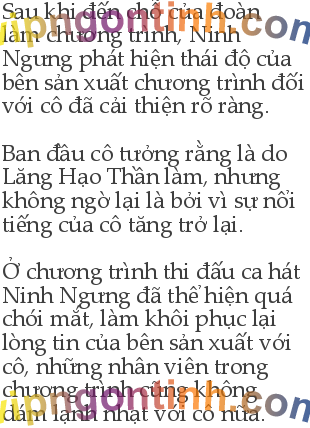 Sau khi đến chỗ của đoàn
làm chương trình, Ninh
Ngưng phát hiện thái độ của
bên sản xuất chương trình đối
với cô đã cải thiện rõ ràng.
Ban đầu cô tưởng rằng là do
Lăng Hạo Thần làm, nhưng
không ngờ lại là bởi vì sự nổi
tiếng của cô tăng trở lại.
Ở chương trình thi đấu ca hát
Ninh Ngưng đã thể hiện quá
chói mắt, làm khôi phục lại
lòng tin của bên sản xuất với
cô, những nhân viên trong
chương trình cũng không
dám lạnh nhạt với cô nữa.
vipngontinh.com
vipngontinh.com